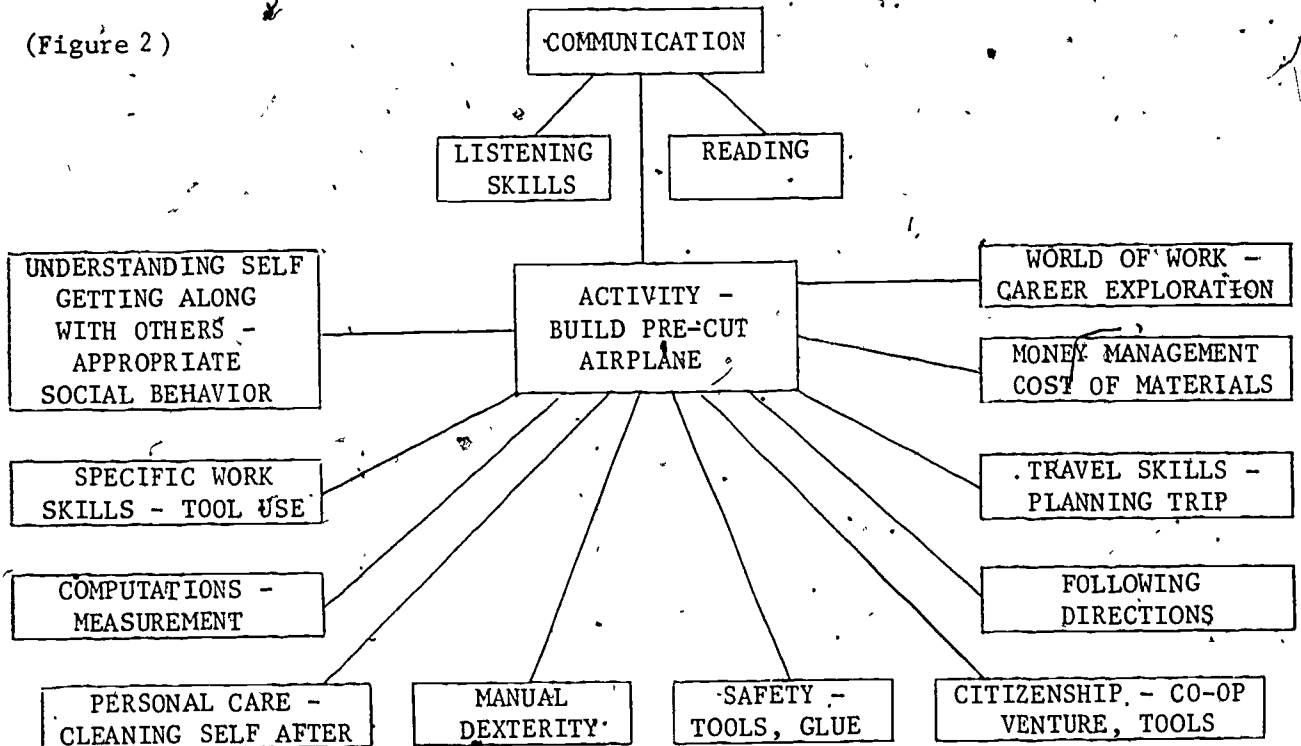 (Figure 2)
COMMUNICATION
LISTENING
SKILLS
READING
UNDERSTANDING SELF
GETTING ALONG
WITH OTHERS -
APPROPRIATE
SOCIAL BEHAVIOR
ACTIVITY -
BUILD PRE-CUT
AIRPLANE
WORLD OF WORK -
CAREER EXPLORATION
MONEY MANAGEMENT
COST OF MATERIALS
SPECIFIC WORK
SKILLS - TOOL USE
TRAVEL SKILLS -
PLANNING TRIP
COMPUTATIONS -
MEASUREMENT
FOLLOWING
DIRECTIONS
PERSONAL CARE -
CLEANING SELF AFTER
MANUAL
DEXTERITY
SAFETY -
TOOLS, GLUE
CITIZENSHIP - CO-OP
VENTURE, TOOLS